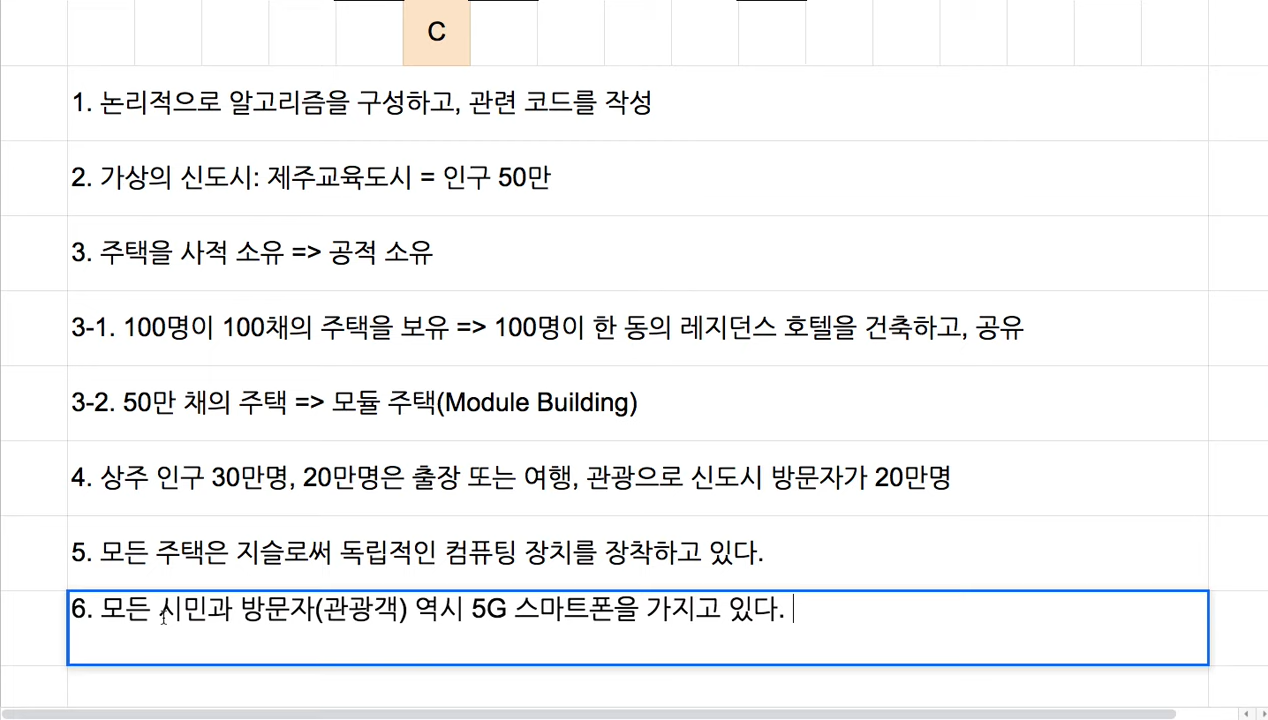 C
1. 논리적으로 알고리즘을 구성하고, 관련 코드를 작성
2. 가상의 신도시: 제주교육도시 = 인구 50만
3. 주택을 사적 소유 => 공적 소유
3-1. 100명이 100채의 주택을 보유 => 100명이 한 동의 레지던스 호텔을 건축하고, 공유
3-2. 50만 채의 주택 => 모듈 주택(Module Building)
4. 상주 인구 30만명, 20만명은 출장 또는 여행, 관광으로 신도시 방문자가 20만명
5. 모든 주택은 지슬로써 독립적인 컴퓨팅 장치를 장착하고 있다.
6. 모든 시민과 방문자(관광객) 역시 5G 스마트폰을 가지고 있다.